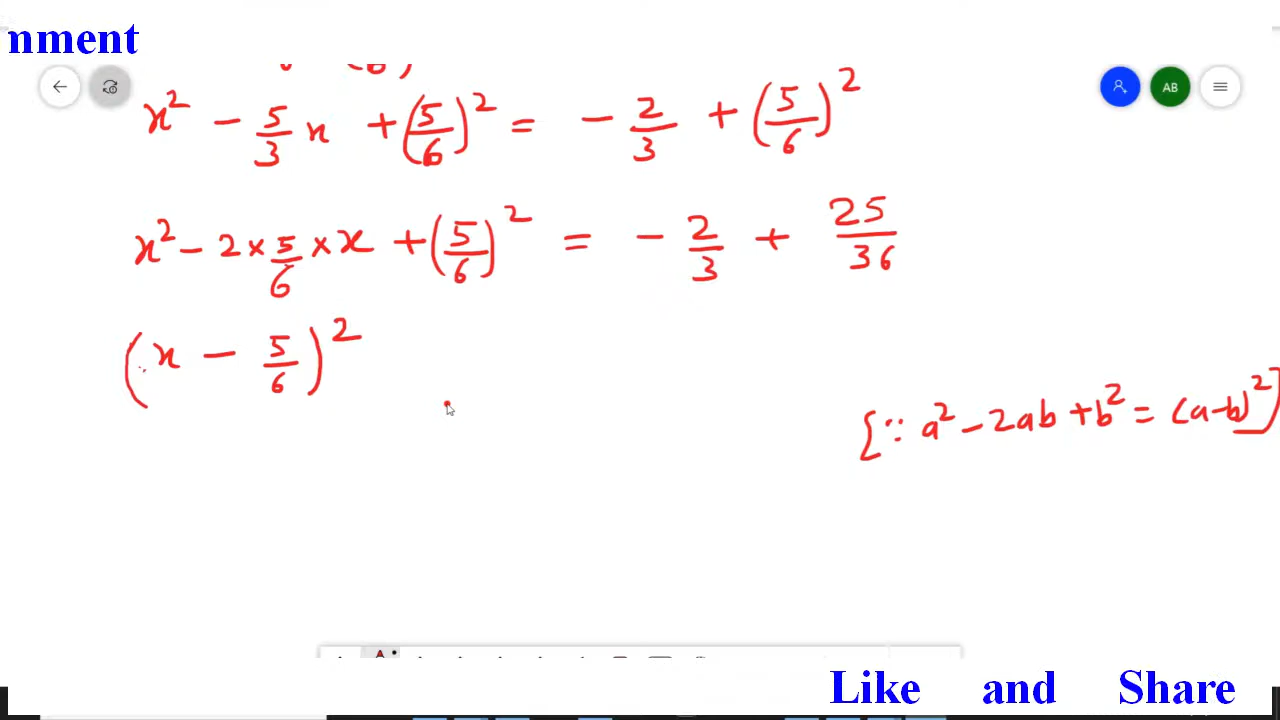 nment
AB
x² - 5/3 x + (5/6)² = - 2/3 + (5/6)²
x² - 2 × 5/6 × x + (5/6)² = - 2/3 + 25/36
(x - 5/6)²
[∵ a² - 2ab + b² = (a-b)²]
Like and Share